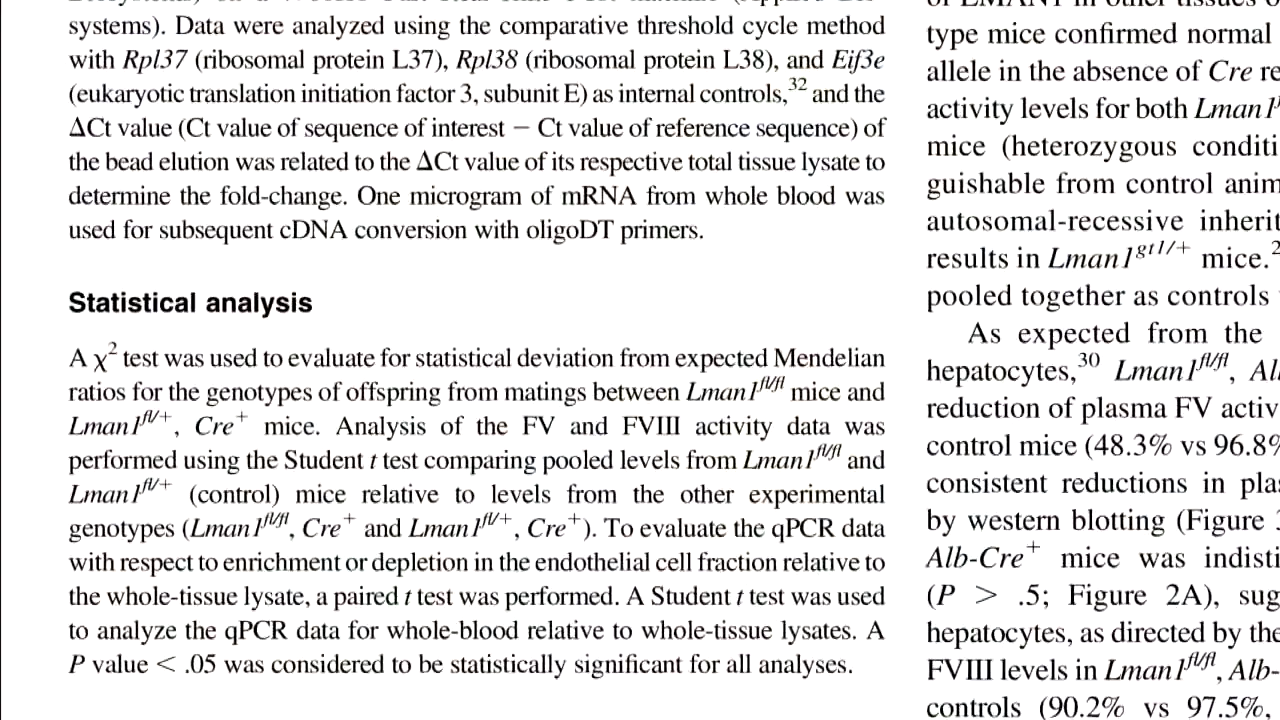 systems). Data were analyzed using the comparative threshold cycle method
with Rpl37 (ribosomal protein L37), Rpl38 (ribosomal protein L38), and Eif3e
(eukaryotic translation initiation factor 3, subunit E) as internal controls,32 and the
ΔCt value (Ct value of sequence of interest − Ct value of reference sequence) of
the bead elution was related to the ΔCt value of its respective total tissue lysate to
determine the fold-change. One microgram of mRNA from whole blood was
used for subsequent cDNA conversion with oligoDT primers.
Statistical analysis
A χ2 test was used to evaluate for statistical deviation from expected Mendelian
ratios for the genotypes of offspring from matings between Lman1fl/fl mice and
Lman1fl/+, Cre+ mice. Analysis of the FV and FVIII activity data was
performed using the Student t test comparing pooled levels from Lman1fl/fl and
Lman1fl/+ (control) mice relative to levels from the other experimental
genotypes (Lman1fl/fl, Cre+ and Lman1fl/+, Cre+). To evaluate the qPCR data
with respect to enrichment or depletion in the endothelial cell fraction relative to
the whole-tissue lysate, a paired t test was performed. A Student t test was used
to analyze the qPCR data for whole-blood relative to whole-tissue lysates. A
P value < .05 was considered to be statistically significant for all analyses.
type mice confirmed normal
allele in the absence of Cre re
activity levels for both Lman1
mice (heterozygous conditi
guishable from control anim
autosomal-recessive inherit
results in Lman1gt1/+ mice.2
pooled together as controls
As expected from the
hepatocytes,30 Lman1fl/fl, Al
reduction of plasma FV activ
control mice (48.3% vs 96.8%
consistent reductions in plas
by western blotting (Figure
Alb-Cre+ mice was indisti
(P > .5; Figure 2A), sug
hepatocytes, as directed by the
FVIII levels in Lman1fl/fl, Alb-
controls (90.2% vs 97.5%,